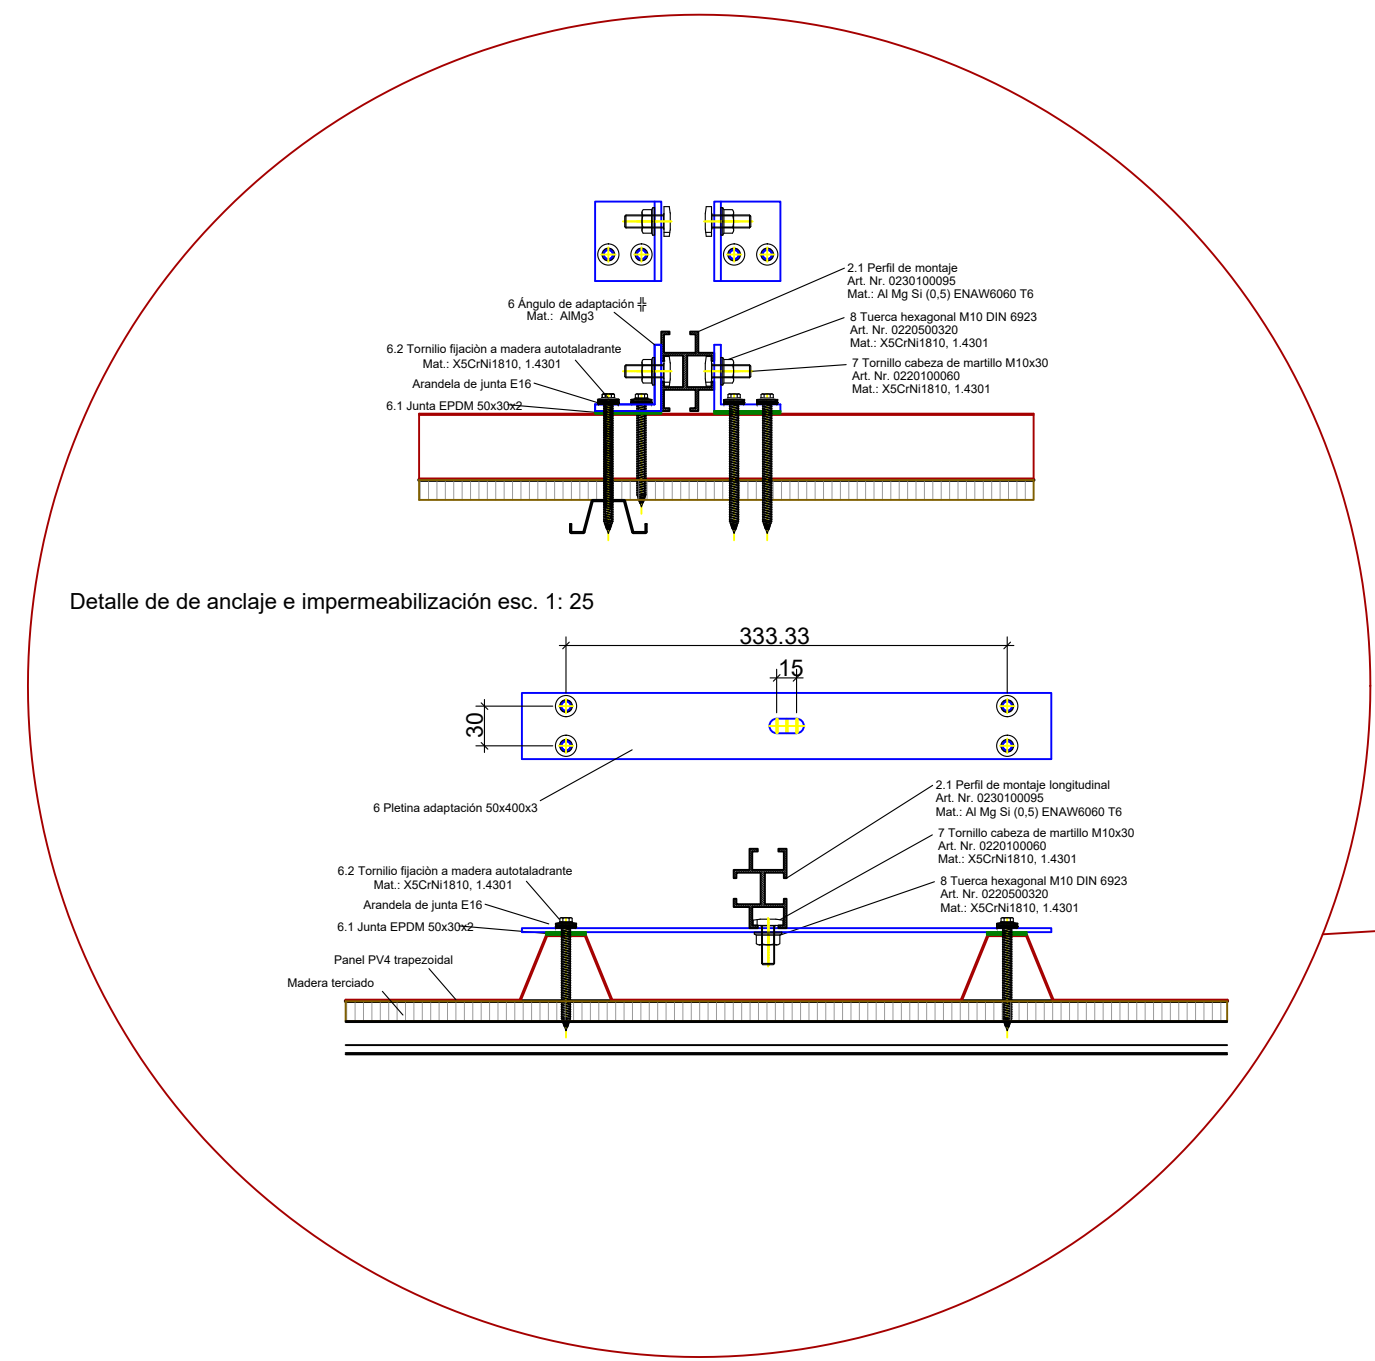 2.1 Perfil de montaje
Art. Nr. 0230100095
Mat.: Al Mg Si (0,5) ENAW6060 T6
6 Ángulo de adaptación ╬
Mat.: AlMg3
8 Tuerca hexagonal M10 DIN 6923
Art. Nr. 0220500320
Mat.: X5CrNi1810, 1.4301
6.2 Tornilio fijaciòn a madera autotaladrante
Mat.: X5CrNi1810, 1.4301
7 Tornillo cabeza de martillo M10x30
Art. Nr. 0220100060
Mat.: X5CrNi1810, 1.4301
Arandela de junta E16
6.1 Junta EPDM 50x30x2
Detalle de de anclaje e impermeabilización esc. 1: 25
333.33
15
30
6 Pletina adaptación 50x400x3
2.1 Perfil de montaje longitudinal
Art. Nr. 0230100095
Mat.: Al Mg Si (0,5) ENAW6060 T6
7 Tornillo cabeza de martillo M10x30
Art. Nr. 0220100060
Mat.: X5CrNi1810, 1.4301
6.2 Tornilio fijaciòn a madera autotaladrante
Mat.: X5CrNi1810, 1.4301
8 Tuerca hexagonal M10 DIN 6923
Art. Nr. 0220500320
Mat.: X5CrNi1810, 1.4301
Arandela de junta E16
6.1 Junta EPDM 50x30x2
Panel PV4 trapezoidal
Madera terciado